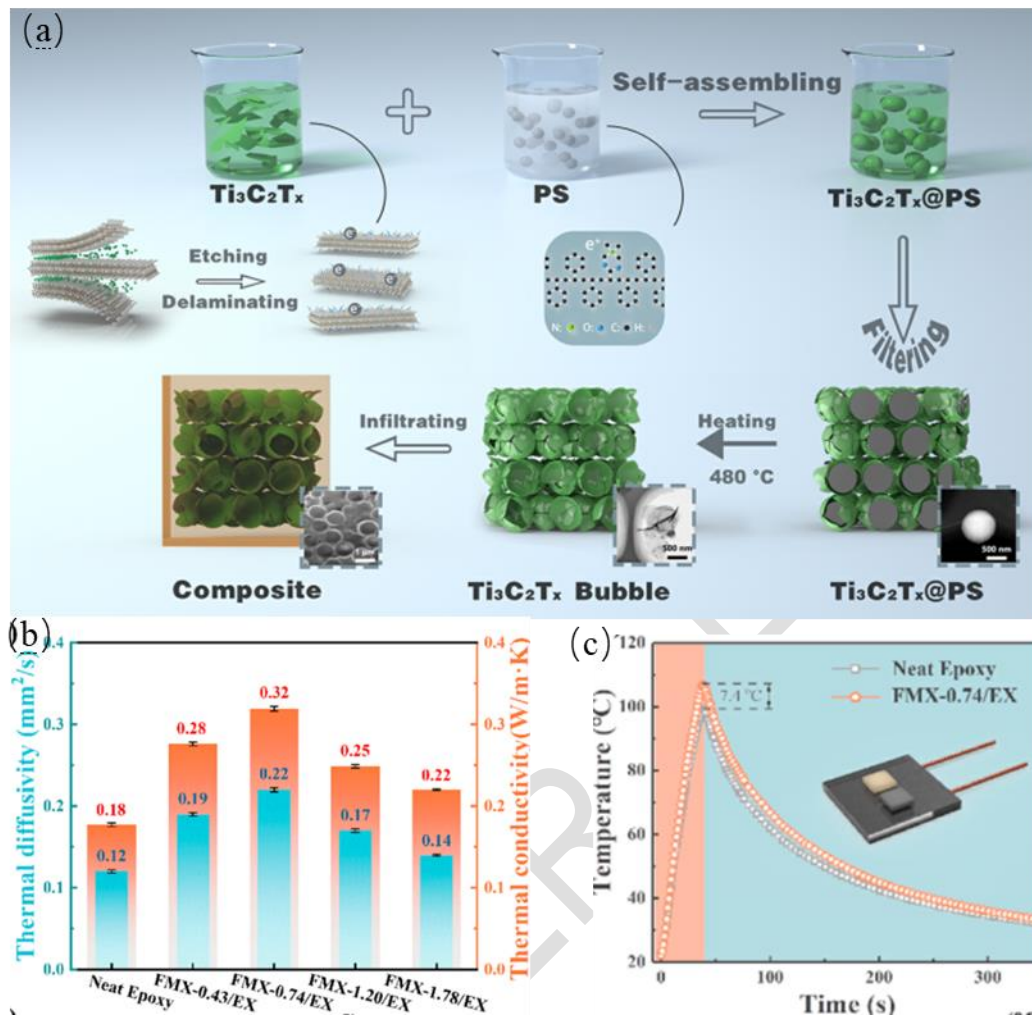 (a)
Self-assembling
Ti₃C₂Tₓ
PS
Ti₃C₂Tₓ@PS
Etching
Delaminating
e⁻
e⁻
e⁻
e⁻
e⁺
N: O: C: H:
Filtering
Infiltrating
Heating
480 °C
1 μm
500 nm
500 nm
Composite
Ti₃C₂Tₓ Bubble
Ti₃C₂Tₓ@PS
(b)
Thermal diffusivity (mm²/s)
Thermal conductivity(W/m·K)
0.4
0.3
0.2
0.1
0.0
0.4
0.3
0.2
0.1
0.0
0.18
0.28
0.32
0.25
0.22
0.12
0.19
0.22
0.17
0.14
Neat Epoxy
FMX-0.43/EX
FMX-0.74/EX
FMX-1.20/EX
FMX-1.78/EX
(c)
Temperature (°C)
120
100
80
60
40
20
Neat Epoxy
FMX-0.74/EX
7.4 °C
0
100
200
300
Time (s)